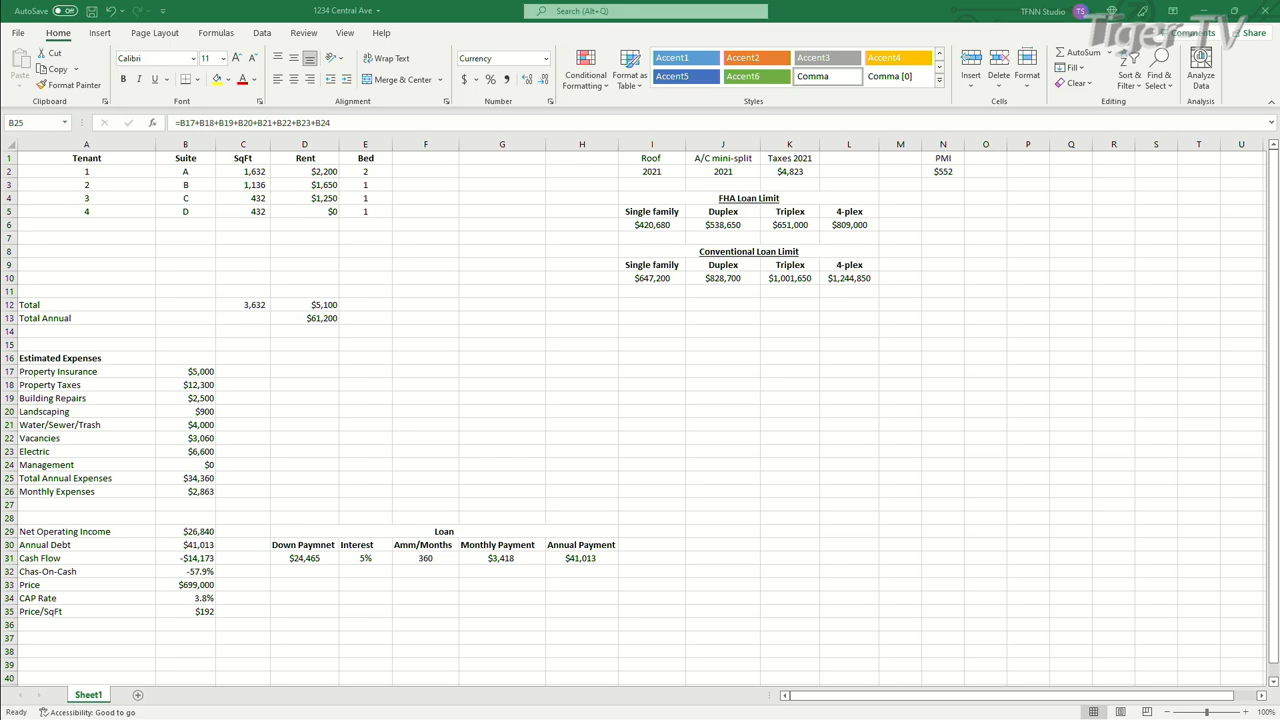 AutoSave Off 1234 Central Ave Search (Alt+Q) TFNN Studio TS
Tiger TV
File Home Insert Page Layout Formulas Data Review View Help Comments Share
Paste Cut Copy Format Painter Clipboard
Calibri 11 B I U Font
Wrap Text Merge & Center Alignment
Currency $ % Number
Conditional Formatting Format as Table
Accent1 Accent2 Accent3 Accent4
Accent5 Accent6 Comma Comma [0]
Styles
Insert Delete Format Cells
AutoSum Fill Clear Sort & Filter Find & Select Editing
Analyze Data Analysis
B25 fx =B17+B18+B19+B20+B21+B22+B23+B24
A B C D E F G H I J K L M N O P Q R S T U
1 Tenant Suite SqFt Rent Bed Roof A/C mini-split Taxes 2021 PMI
2 1 A 1,632 $2,200 2 2021 2021 $4,823 $552
3 2 B 1,136 $1,650 1
4 3 C 432 $1,250 1 FHA Loan Limit
5 4 D 432 $0 1 Single family Duplex Triplex 4-plex
6 $420,680 $538,650 $651,000 $809,000
7
8 Conventional Loan Limit
9 Single family Duplex Triplex 4-plex
10 $647,200 $828,700 $1,001,650 $1,244,850
11
12 Total 3,632 $5,100
13 Total Annual $61,200
14
15
16 Estimated Expenses
17 Property Insurance $5,000
18 Property Taxes $12,300
19 Building Repairs $2,500
20 Landscaping $900
21 Water/Sewer/Trash $4,000
22 Vacancies $3,060
23 Electric $6,600
24 Management $0
25 Total Annual Expenses $34,360
26 Monthly Expenses $2,863
27
28
29 Net Operating Income $26,840 Loan
30 Annual Debt $41,013 Down Paymnet Interest Amm/Months Monthly Payment Annual Payment
31 Cash Flow -$14,173 $24,465 5% 360 $3,418 $41,013
32 Chas-On-Cash -57.9%
33 Price $699,000
34 CAP Rate 3.8%
35 Price/SqFt $192
36
37
38
39
40
Sheet1
Ready Accessibility: Good to go 100%